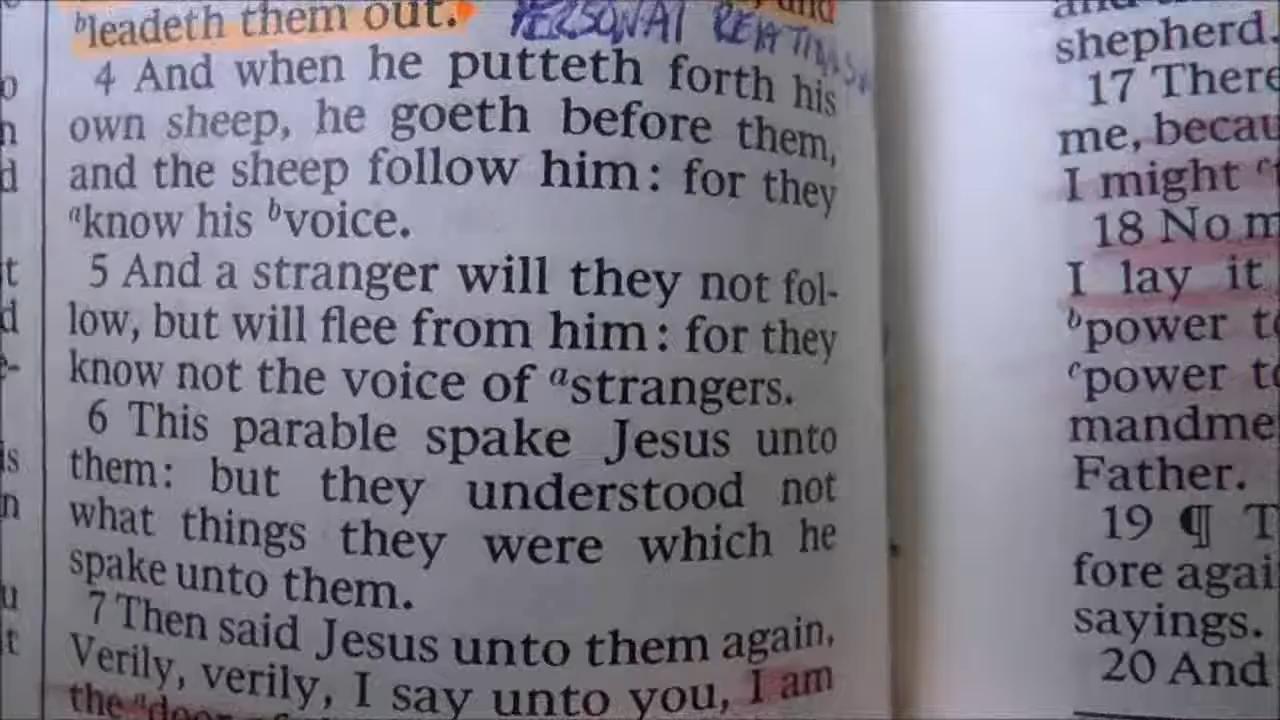 and
bleadeth them out.
PERSONAL
4 And when he putteth forth his
own sheep, he goeth before them,
and the sheep follow him: for they
aknow his bvoice.
5 And a stranger will they not fol-
low, but will flee from him: for they
know not the voice of astrangers.
6 This parable spake Jesus unto
them: but they understood not
what things they were which he
spake unto them.
7 Then said Jesus unto them again,
Verily, verily, I say unto you, I am
the
shepherd.
17 There
me, becau
I might
18 No m
I lay it
bpower to
cpower to
mandme
Father.
19 ¶ T
fore agai
sayings.
20 And